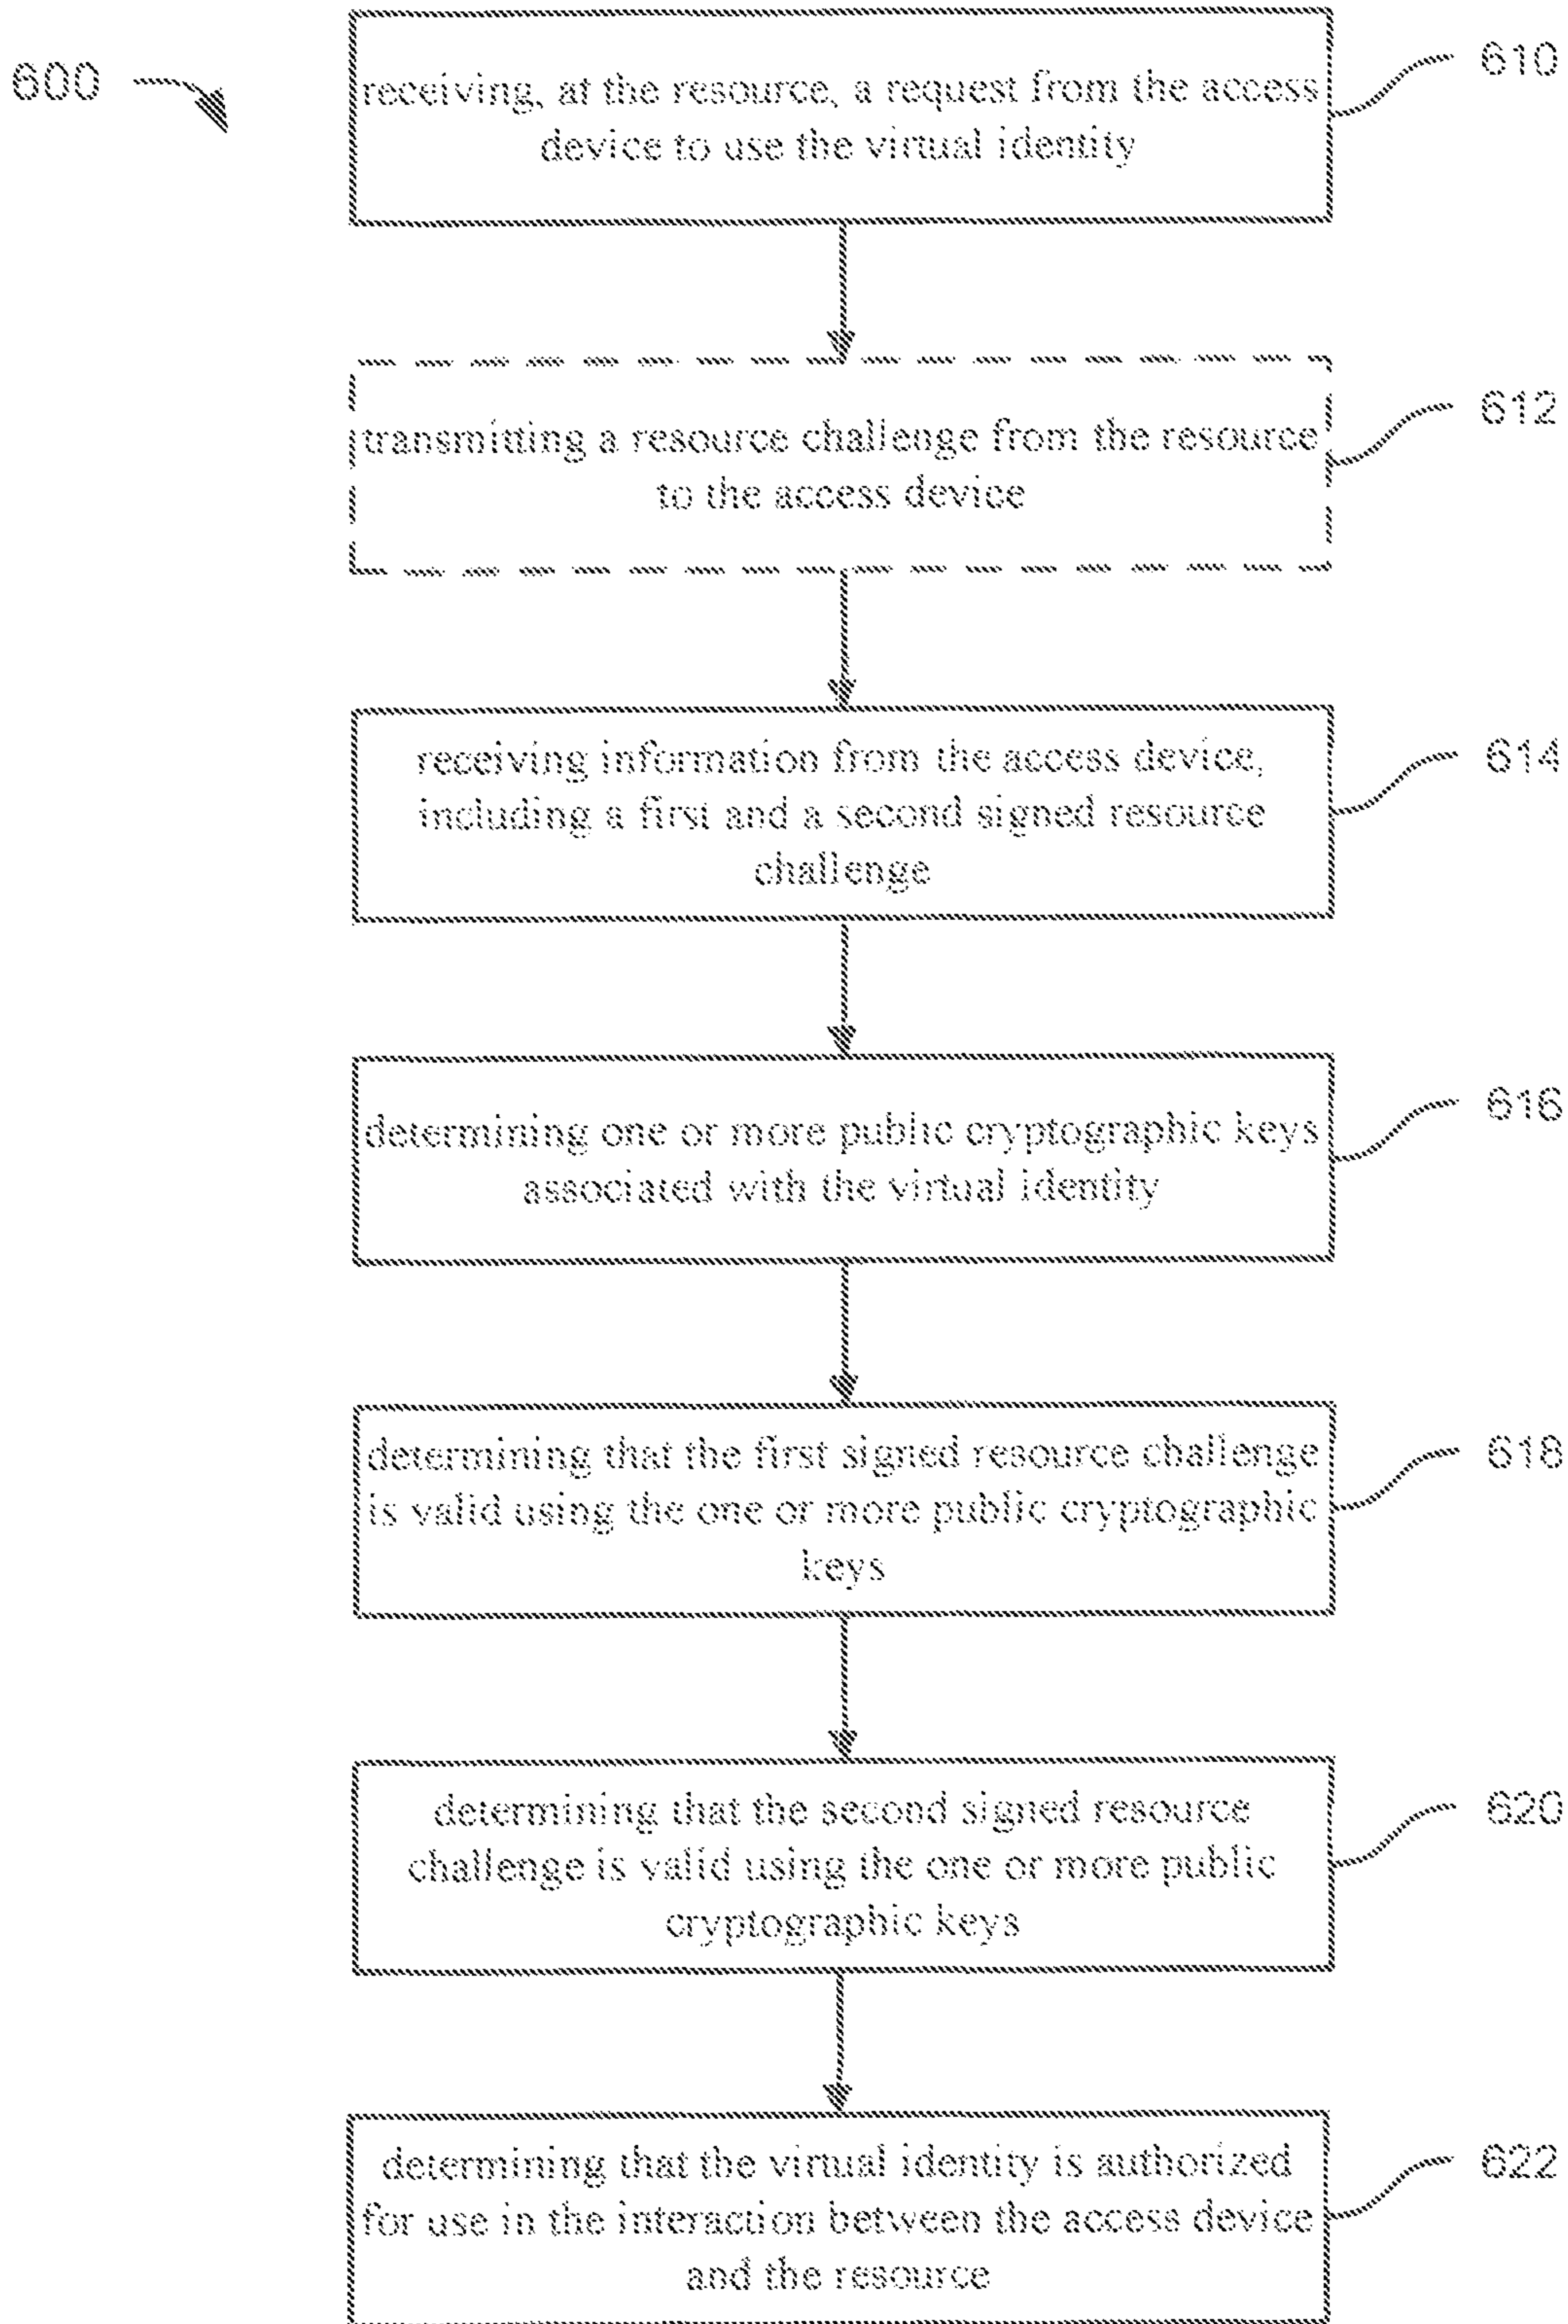 600
receiving, at the resource, a request from the access
device to use the virtual identity
610
transmitting a resource challenge from the resource
to the access device
612
receiving information from the access device,
including a first and a second signed resource
challenge
614
determining one or more public cryptographic keys
associated with the virtual identity
616
determining that the first signed resource challenge
is valid using the one or more public cryptographic
keys
618
determining that the second signed resource
challenge is valid using the one or more public
cryptographic keys
620
determining that the virtual identity is authorized
for use in the interaction between the access device
and the resource
622